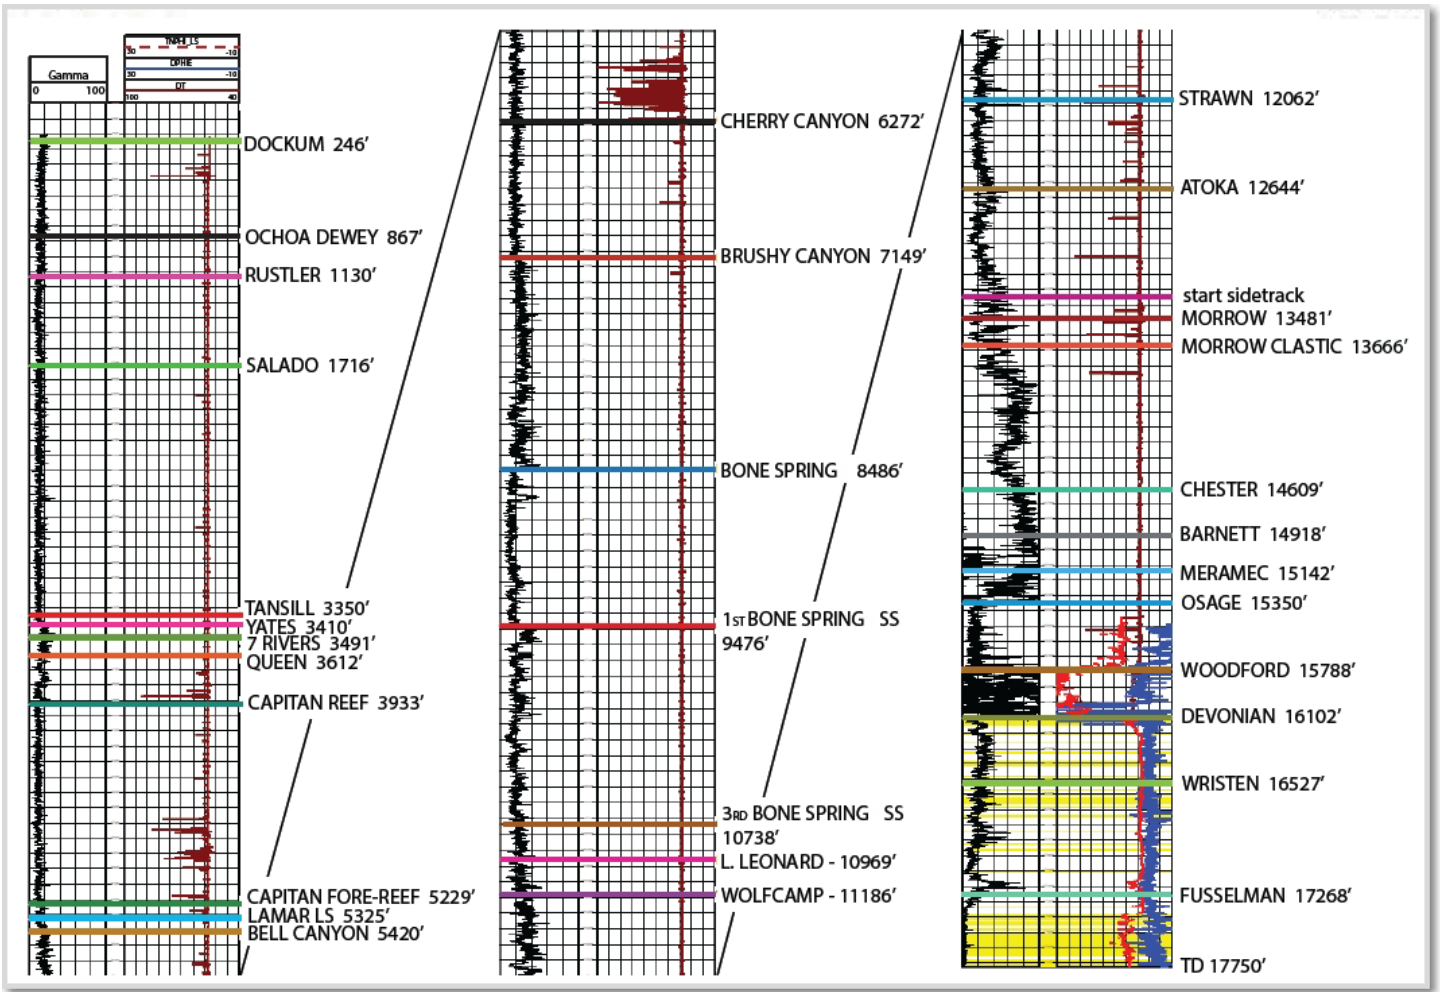 TNPH_LS
30 -10
DPHIE
30 -10
DT
100 40
Gamma
0 100
DOCKUM 246'
OCHOA DEWEY 867'
RUSTLER 1130'
SALADO 1716'
TANSILL 3350'
YATES 3410'
7 RIVERS 3491'
QUEEN 3612'
CAPITAN REEF 3933'
CAPITAN FORE-REEF 5229'
LAMAR LS 5325'
BELL CANYON 5420'
CHERRY CANYON 6272'
BRUSHY CANYON 7149'
BONE SPRING 8486'
1ST BONE SPRING SS
9476'
3RD BONE SPRING SS
10738'
L. LEONARD - 10969'
WOLFCAMP - 11186'
STRAWN 12062'
ATOKA 12644'
start sidetrack
MORROW 13481'
MORROW CLASTIC 13666'
CHESTER 14609'
BARNETT 14918'
MERAMEC 15142'
OSAGE 15350'
WOODFORD 15788'
DEVONIAN 16102'
WRISTEN 16527'
FUSSELMAN 17268'
TD 17750'